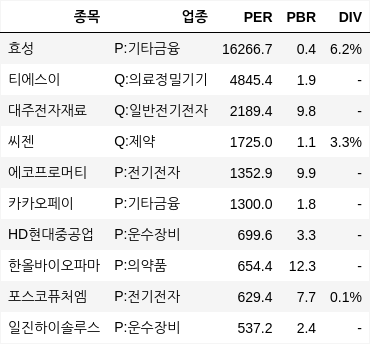 종목 업종 PER PBR DIV
효성 P:기타금융 16266.7 0.4 6.2%
티에스이 Q:의료정밀기기 4845.4 1.9 -
대주전자재료 Q:일반전기전자 2189.4 9.8 -
씨젠 Q:제약 1725.0 1.1 3.3%
에코프로머티 P:전기전자 1352.9 9.9 -
카카오페이 P:기타금융 1300.0 1.8 -
HD현대중공업 P:운수장비 699.6 3.3 -
한올바이오파마 P:의약품 654.4 12.3 -
포스코퓨처엠 P:전기전자 629.4 7.7 0.1%
일진하이솔루스 P:운수장비 537.2 2.4 -